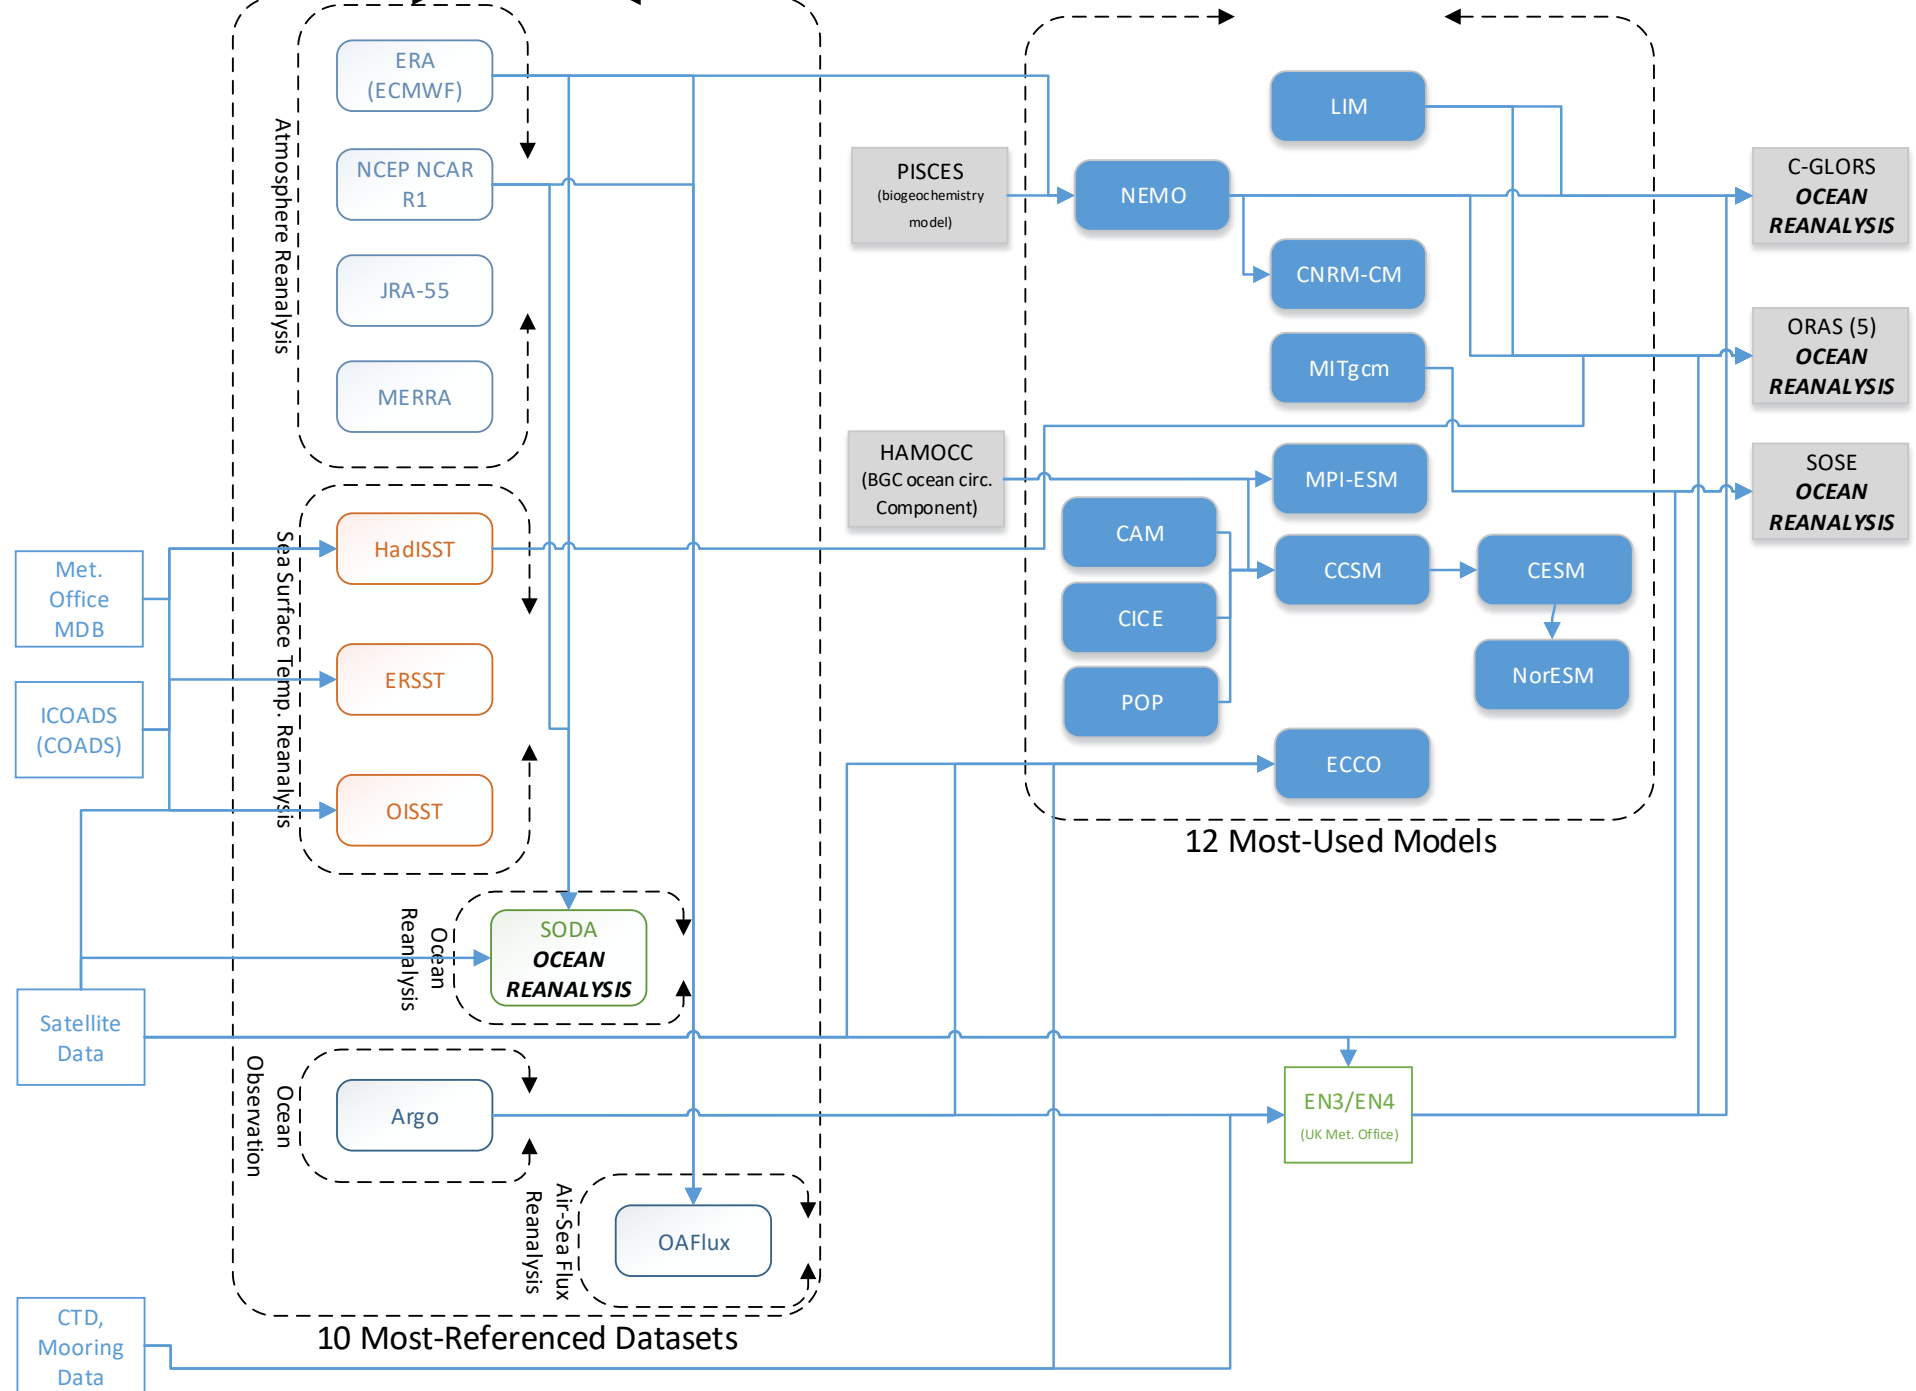 ERA
(ECMWF)
NCEP NCAR
R1
JRA-55
MERRA
Atmosphere Reanalysis
HadISST
ERSST
OISST
Sea Surface Temp. Reanalysis
Met.
Office
MDB
ICOADS
(COADS)
Satellite
Data
CTD,
Mooring
Data
SODA
OCEAN
REANALYSIS
Ocean
Reanalysis
Argo
Ocean
Observation
OAFlux
Air-Sea Flux
Reanalysis
10 Most-Referenced Datasets
PISCES
(biogeochemistry
model)
HAMOCC
(BGC ocean circ.
Component)
LIM
NEMO
CNRM-CM
MITgcm
MPI-ESM
CAM
CICE
POP
CCSM
CESM
NorESM
ECCO
12 Most-Used Models
EN3/EN4
(UK Met. Office)
C-GLORS
OCEAN
REANALYSIS
ORAS (5)
OCEAN
REANALYSIS
SOSE
OCEAN
REANALYSIS